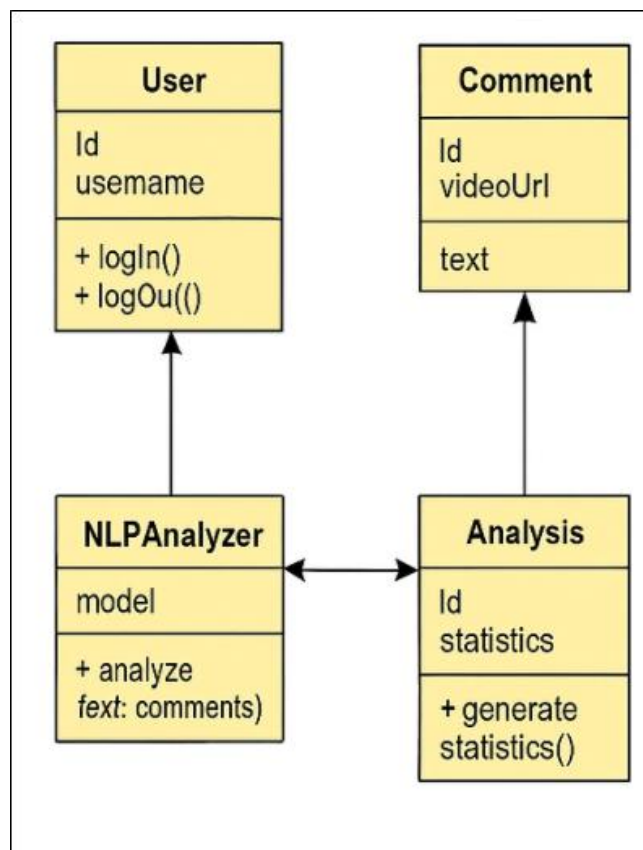 User
Id
usemame
+ logIn()
+ logOu(()
Comment
Id
videoUrl
text
NLPAnalyzer
model
+ analyze
fext: comments)
Analysis
Id
statistics
+ generate
statistics()